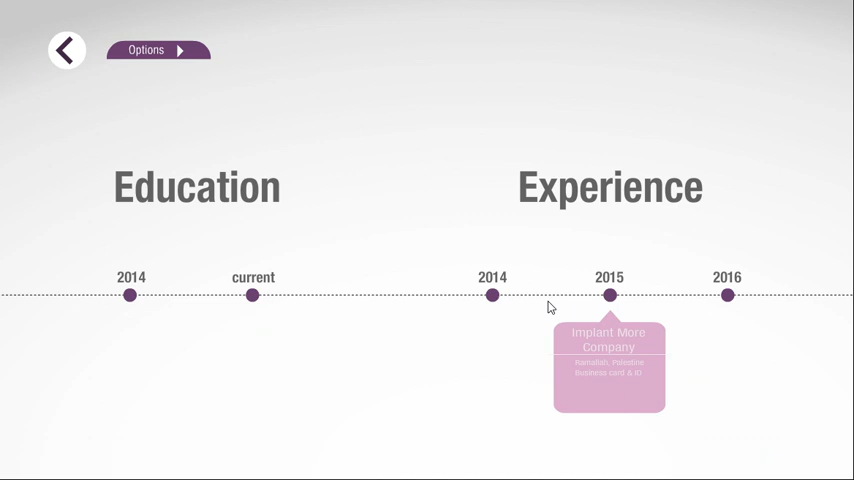 Options
Education
Experience
2014
current
2014
2015
2016
Implant More
Company
Ramallah, Palestine
Business card & ID